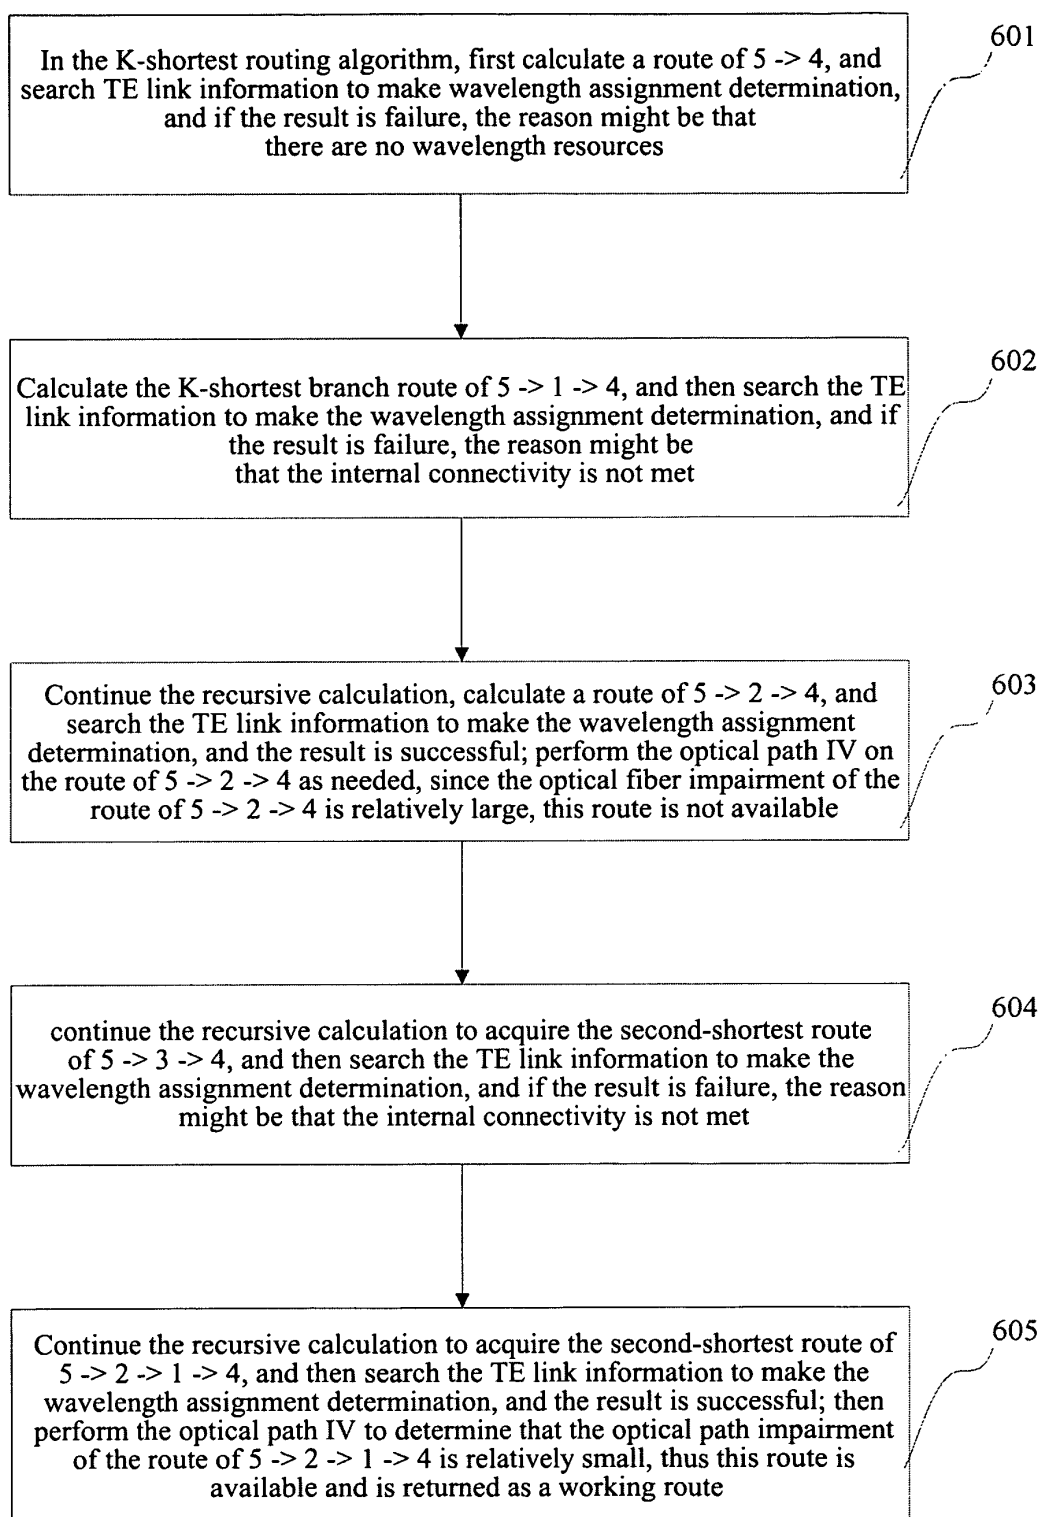 In the K-shortest routing algorithm, first calculate a route of 5 -> 4, and
search TE link information to make wavelength assignment determination,
and if the result is failure, the reason might be that
there are no wavelength resources
601
Calculate the K-shortest branch route of 5 -> 1 -> 4, and then search the TE
link information to make the wavelength assignment determination, and if
the result is failure, the reason might be
that the internal connectivity is not met
602
Continue the recursive calculation, calculate a route of 5 -> 2 -> 4, and
search the TE link information to make the wavelength assignment
determination, and the result is successful; perform the optical path IV on
the route of 5 -> 2 -> 4 as needed, since the optical fiber impairment of the
route of 5 -> 2 -> 4 is relatively large, this route is not available
603
continue the recursive calculation to acquire the second-shortest route
of 5 -> 3 -> 4, and then search the TE link information to make the
wavelength assignment determination, and if the result is failure, the reason
might be that the internal connectivity is not met
604
Continue the recursive calculation to acquire the second-shortest route of
5 -> 2 -> 1 -> 4, and then search the TE link information to make the
wavelength assignment determination, and the result is successful; then
perform the optical path IV to determine that the optical path impairment
of the route of 5 -> 2 -> 1 -> 4 is relatively small, thus this route is
available and is returned as a working route
605